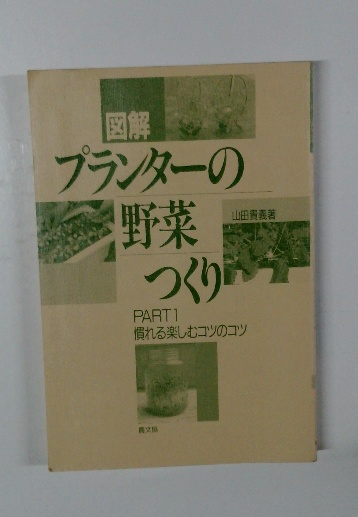 図解
プランターの
野菜
つくり
山田貴義著
PART1
慣れる楽しむコツのコツ
農文協